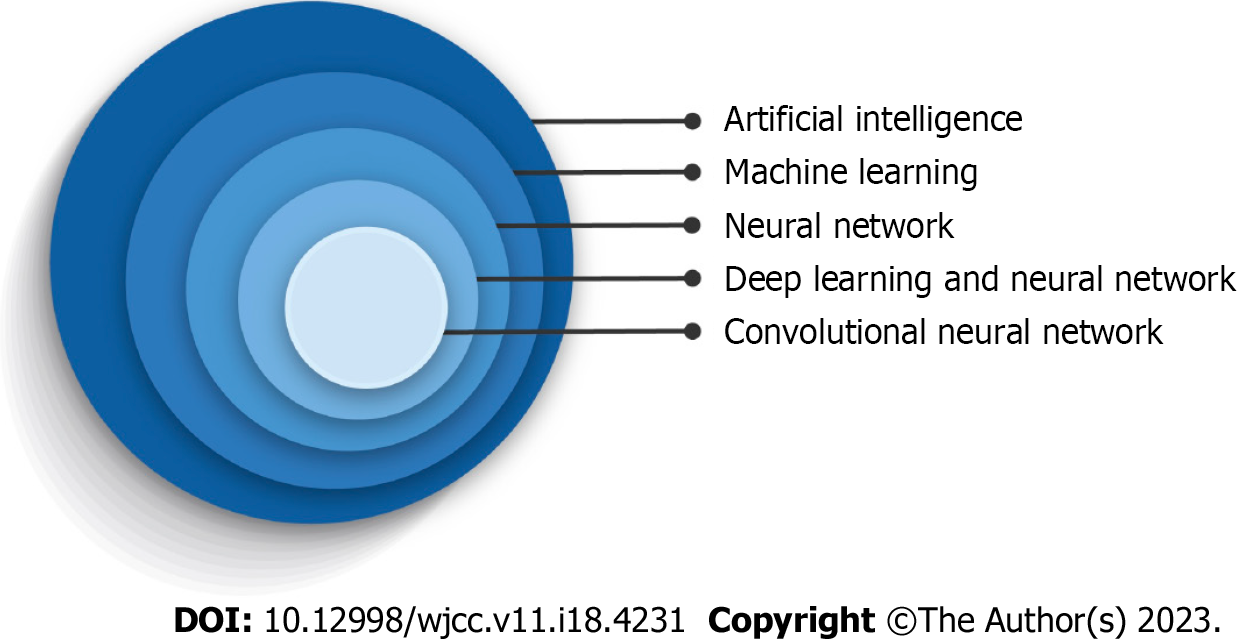 Artificial intelligence
Machine learning
Neural network
Deep learning and neural network
Convolutional neural network
DOI: 10.12998/wjcc.v11.i18.4231 Copyright ©The Author(s) 2023.